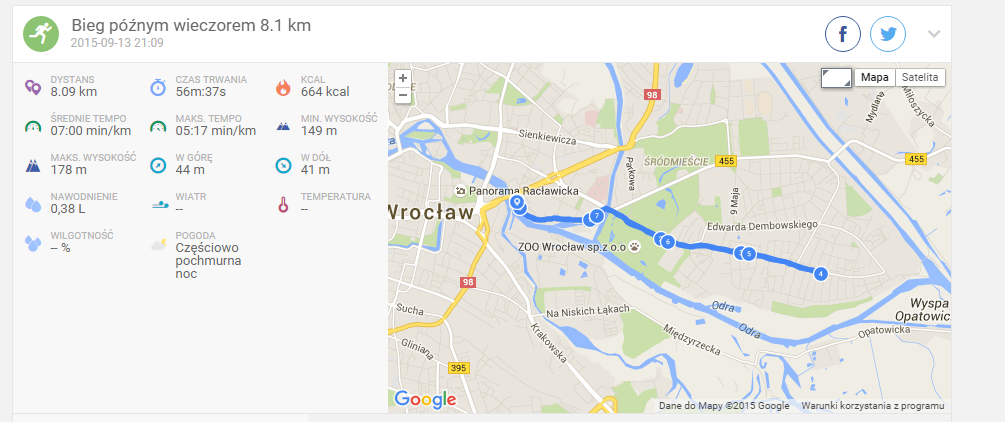 Bieg późnym wieczorem 8.1 km
2015-09-13 21:09
DYSTANS
8.09 km
CZAS TRWANIA
56m:37s
KCAL
664 kcal
ŚREDNIE TEMPO
07:00 min/km
MAKS. TEMPO
05:17 min/km
MIN. WYSOKOŚĆ
149 m
MAKS. WYSOKOŚĆ
178 m
W GÓRĘ
44 m
W DÓŁ
41 m
NAWODNIENIE
0,38 L
WIATR
--
TEMPERATURA
--
WILGOTNOŚĆ
-- %
POGODA
Częściowo
pochmurna
noc
+
−
Mapa
Satelita
98
Sienkiewicza
Parkowa
ŚRÓDMIEŚCIE
455
455
Mydlana
Miłoszycka
Panorama Racławicka
Wrocław
9 Maja
7
6
5
4
Edwarda Dembowskiego
ZOO Wrocław sp.z o.o
98
Sucha
Na Niskich Łąkach
Odra
Odra
Wyspa
Opatowicka
Krakowska
Międzyrzecka
Opatowicka
Gliniana
395
Google
Dane do Mapy ©2015 Google
Warunki korzystania z programu